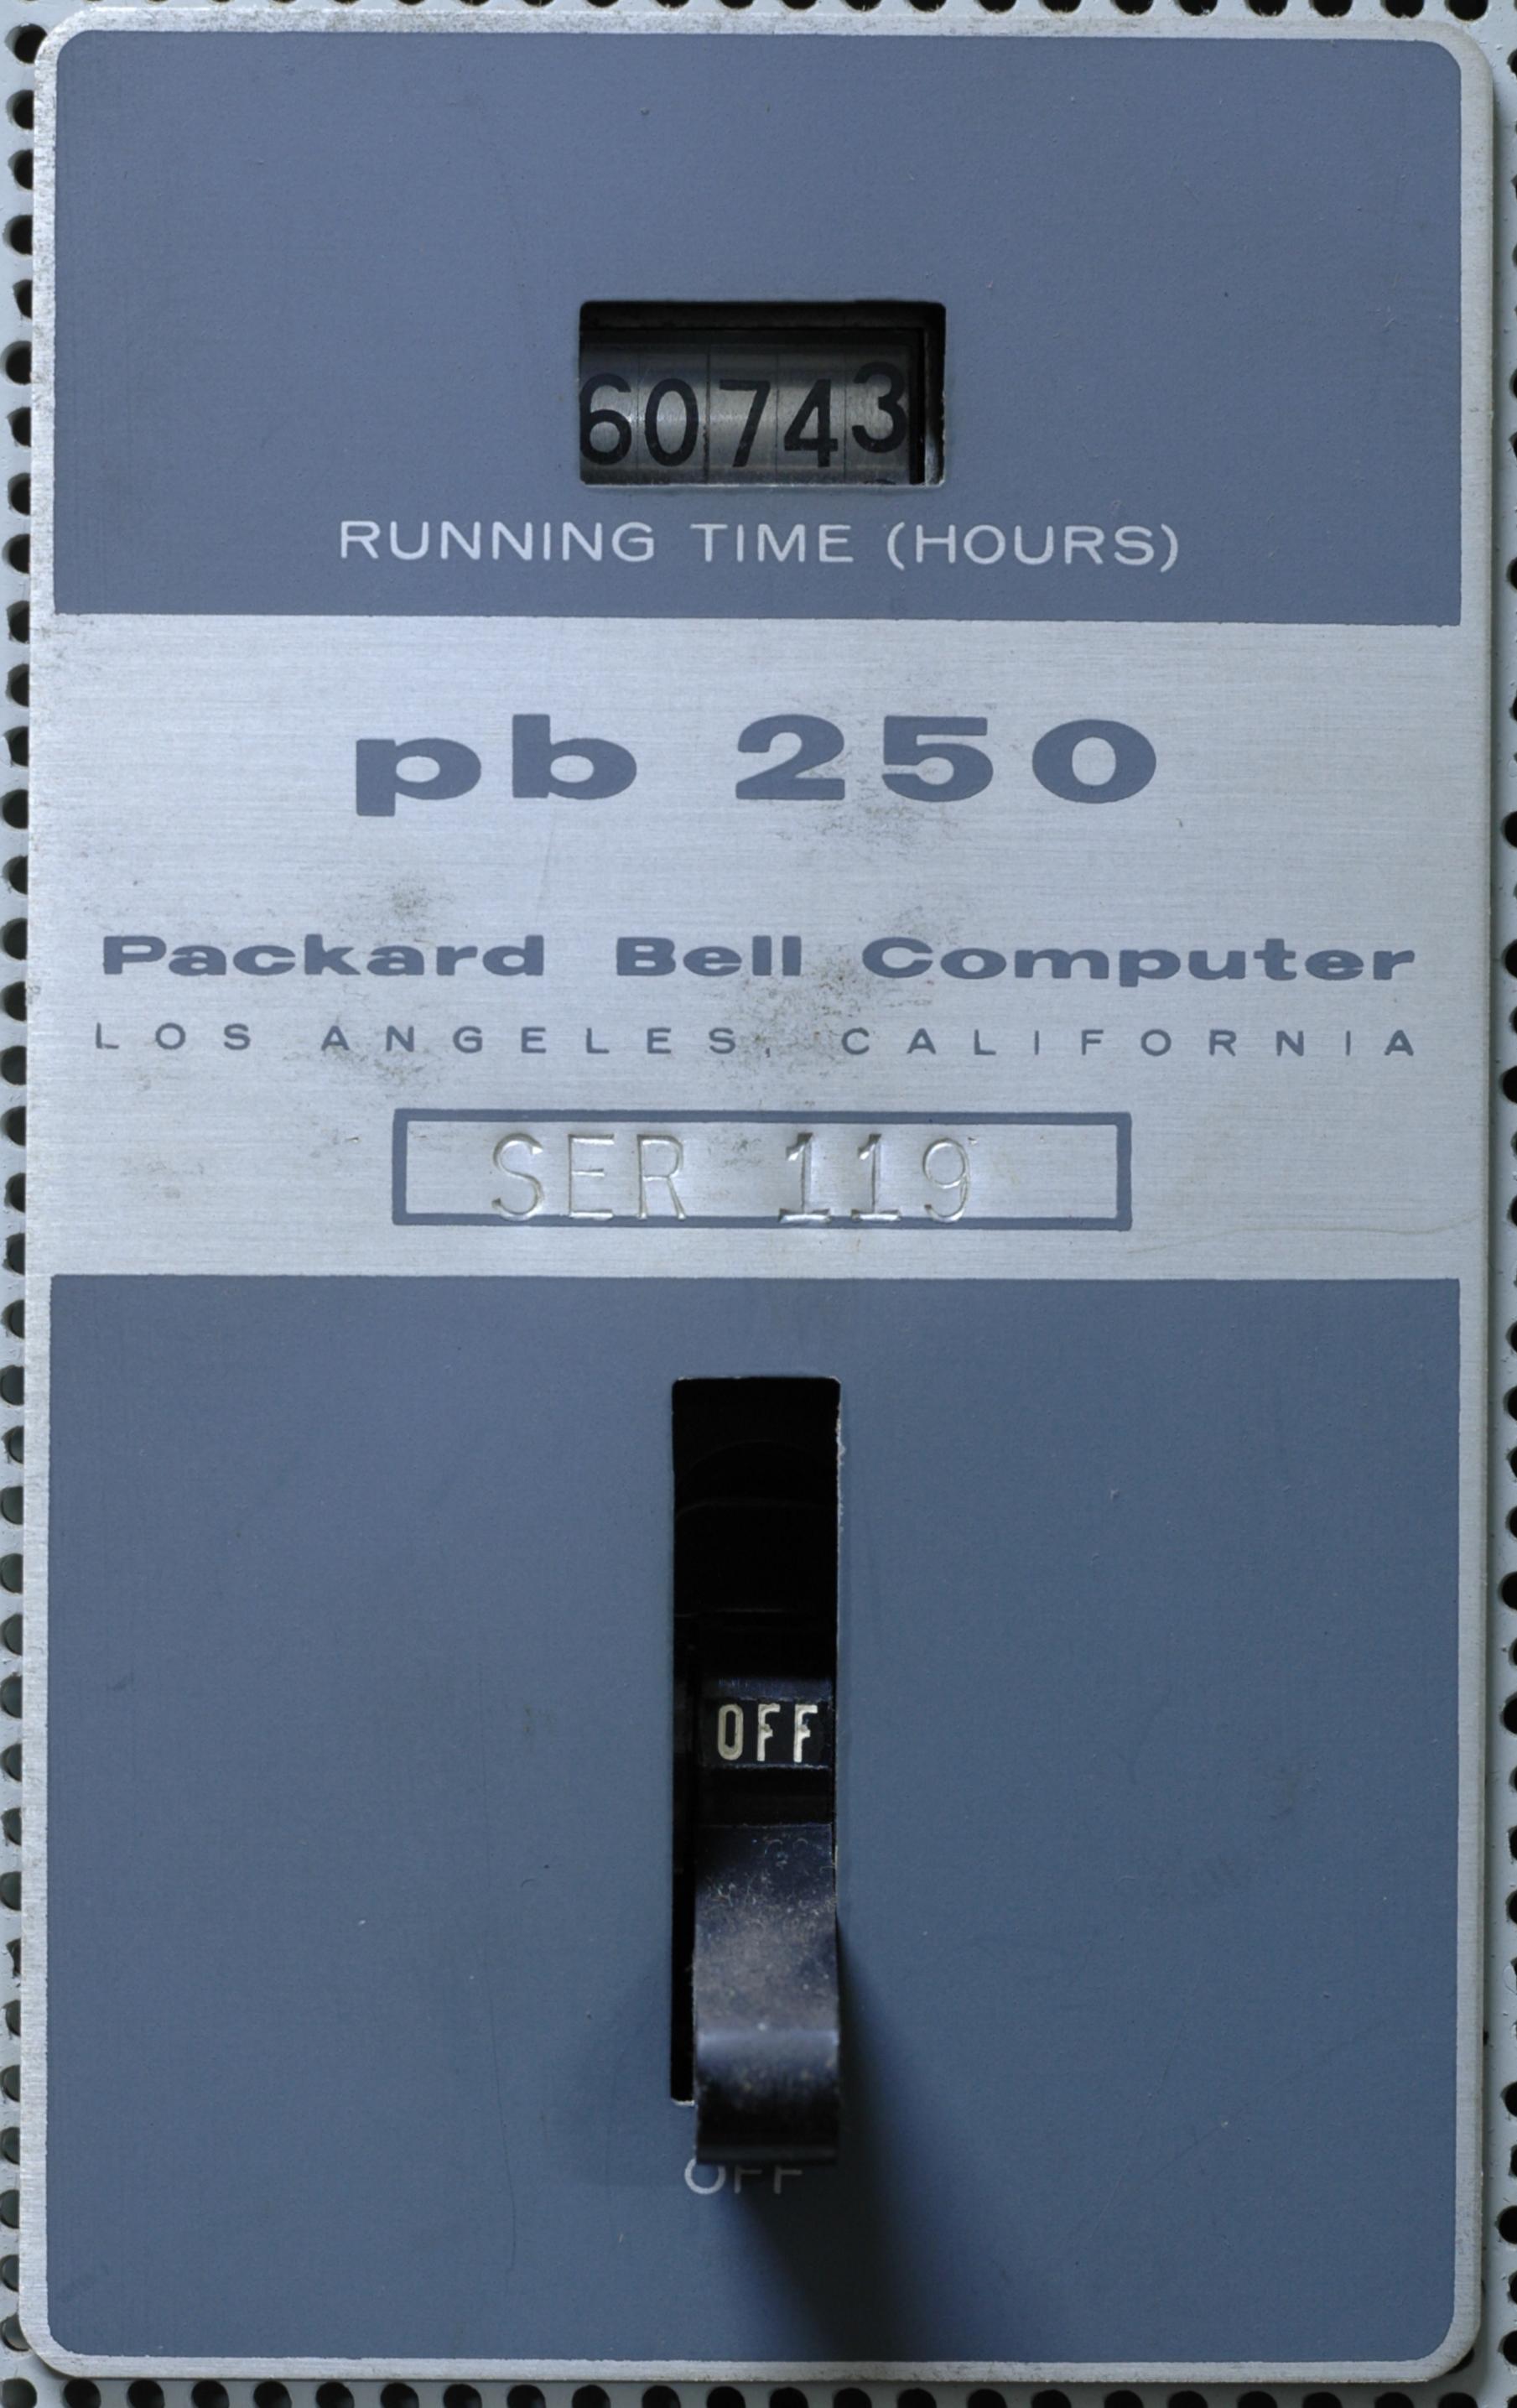 60743
RUNNING TIME (HOURS)
pb 250
Packard Bell Computer
LOS ANGELES, CALIFORNIA
SER 119
OFF
OFF